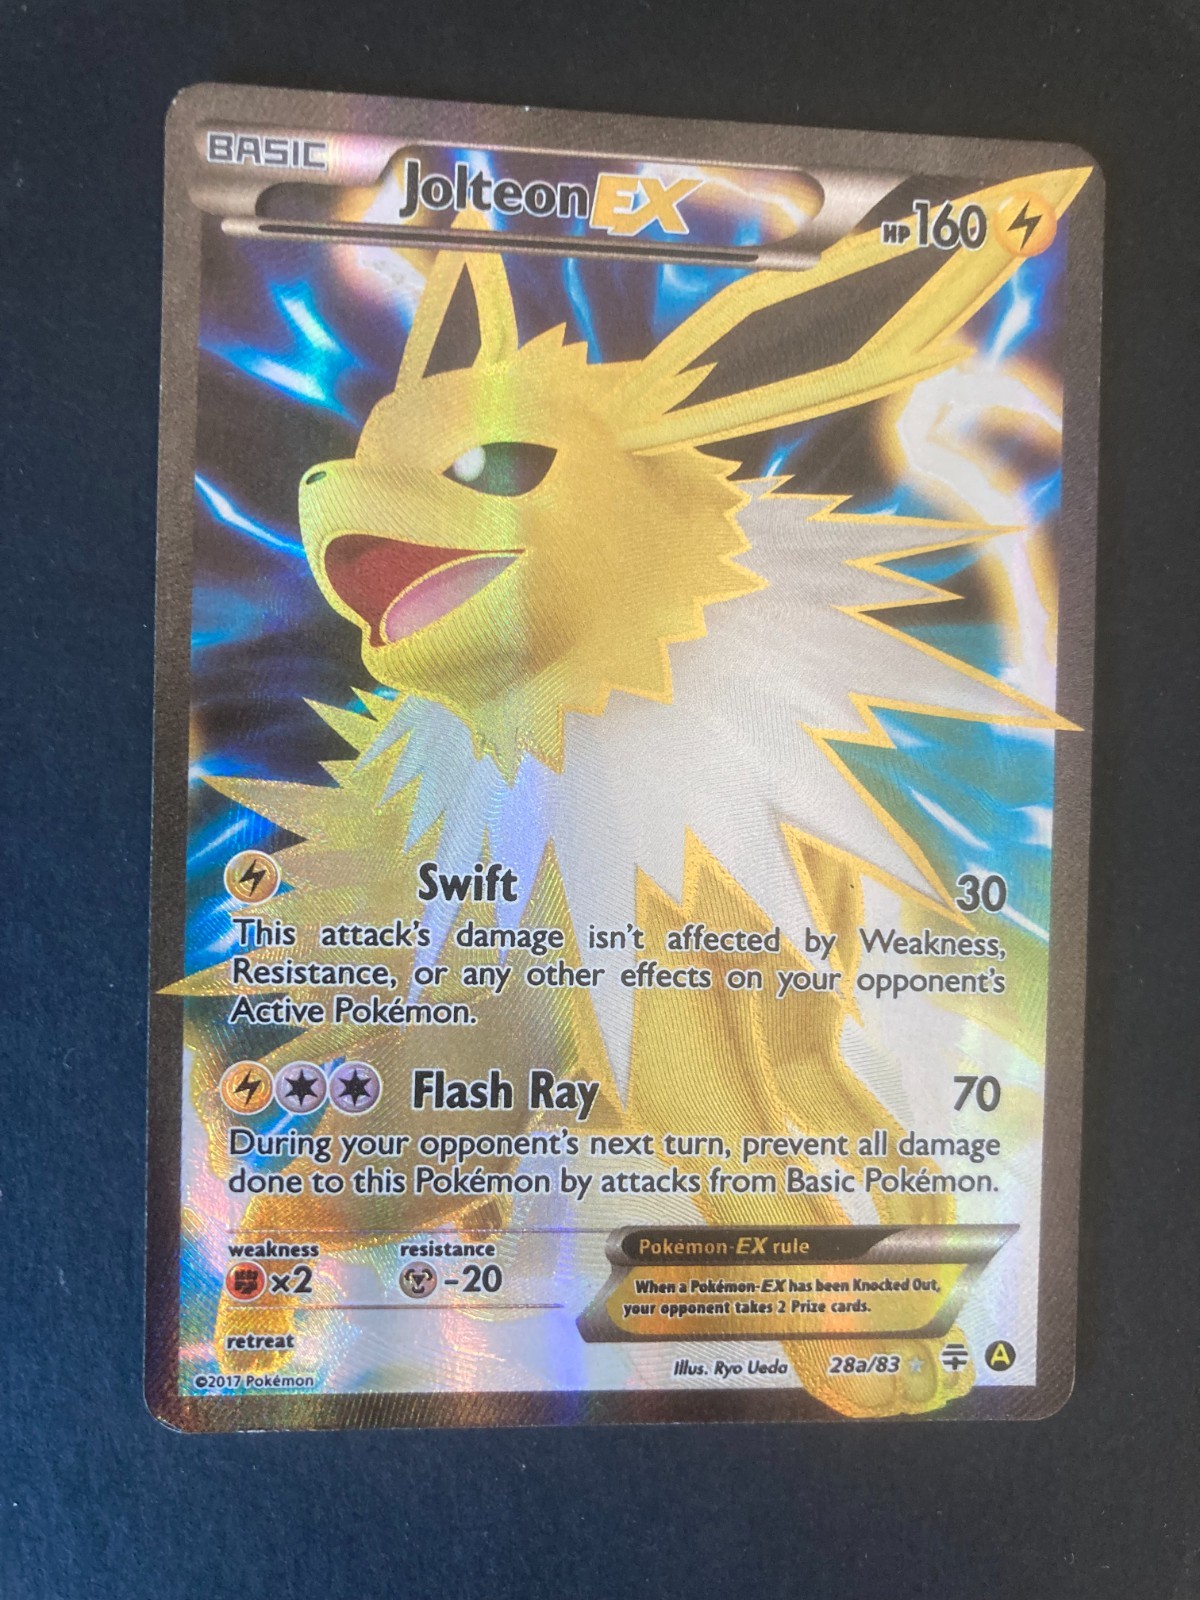 BASIC
Jolteon EX
HP 160
Swift 30
This attack's damage isn't affected by Weakness,
Resistance, or any other effects on your opponent's
Active Pokémon.
Flash Ray 70
During your opponent's next turn, prevent all damage
done to this Pokémon by attacks from Basic Pokémon.
weakness resistance
×2 -20
Pokémon-EX rule
When a Pokémon-EX has been Knocked Out,
your opponent takes 2 Prize cards.
retreat
Illus. Ryo Ueda 28a/83 A
©2017 Pokémon